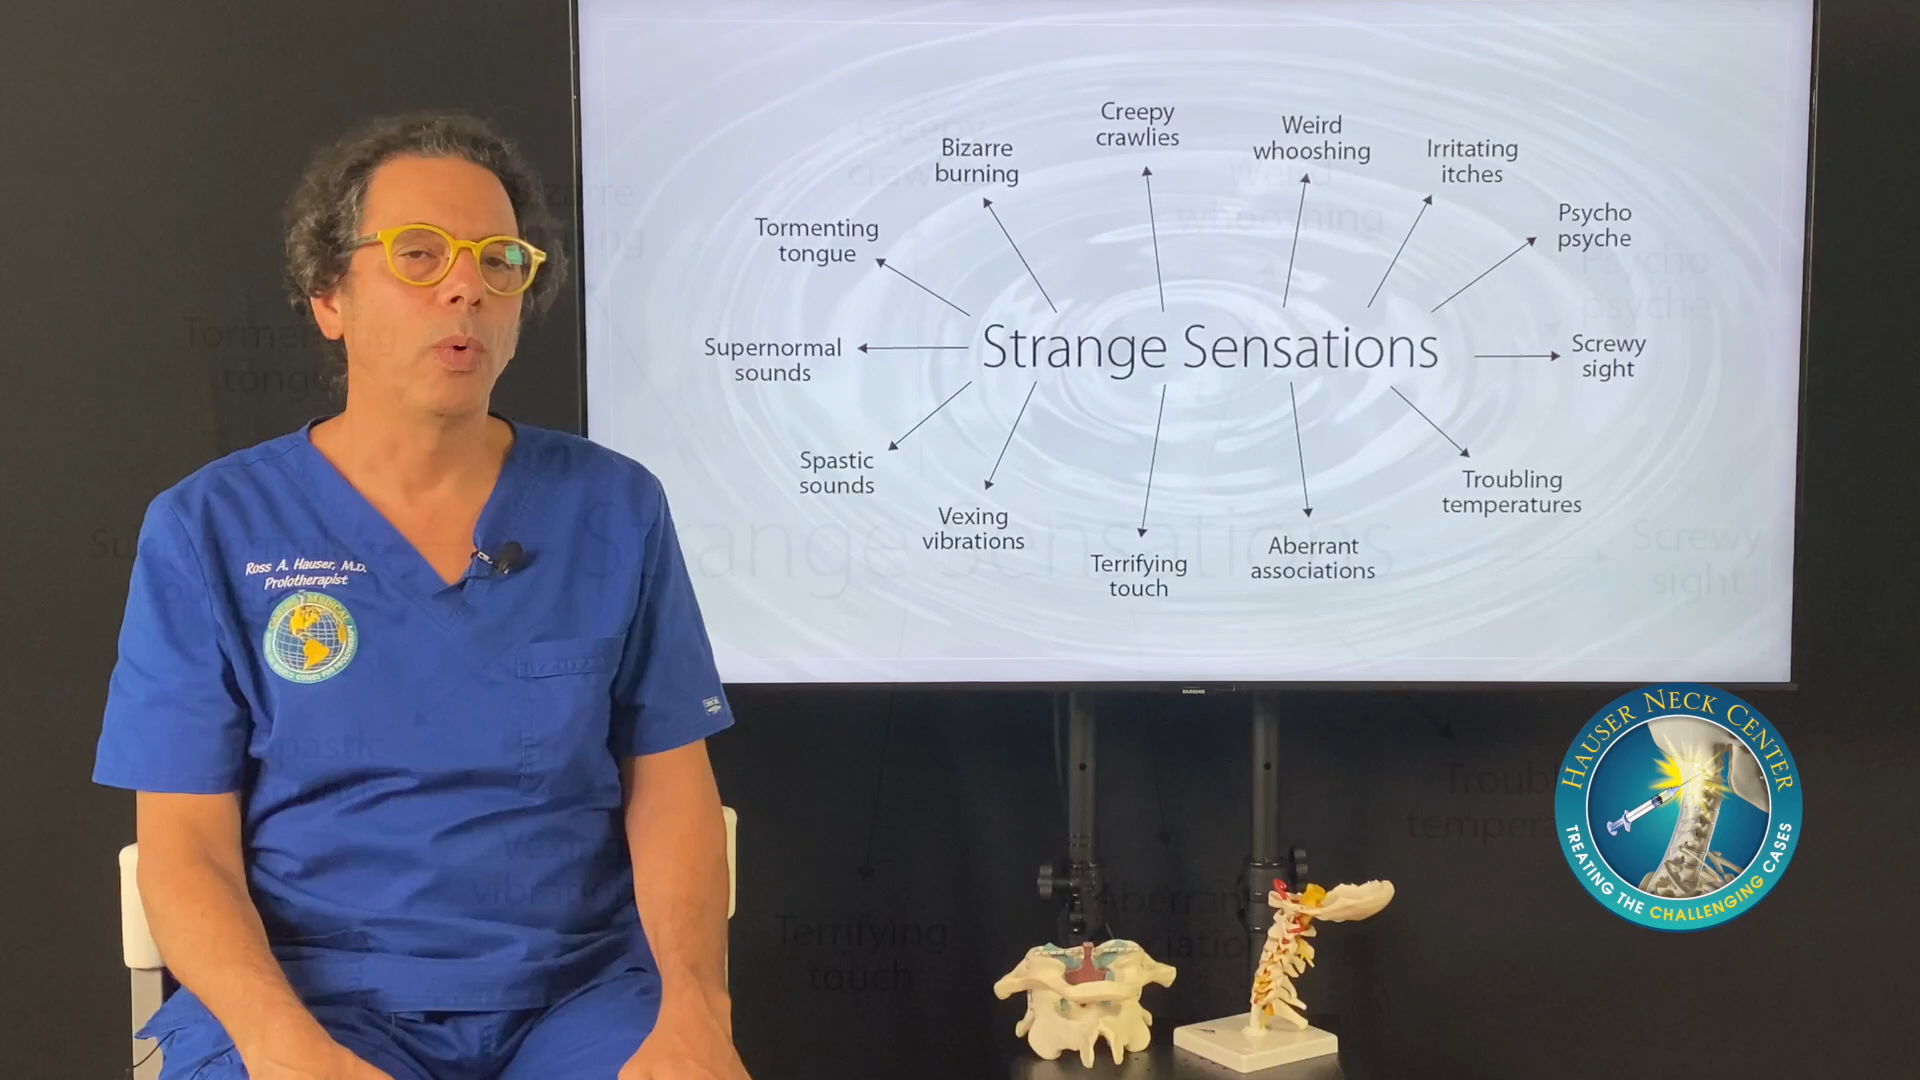 Creepy
crawlies
Weird
whooshing
Bizarre
burning
Irritating
itches
Psycho
psyche
Tormenting
tongue
Strange Sensations
Supernormal
sounds
Screwy
sight
Spastic
sounds
Troubling
temperatures
Vexing
vibrations
Terrifying
touch
Aberrant
associations
Ross A. Hauser, M.D.
Prolotherapist
SAMSUNG
HAUSER NECK CENTER
TREATING THE CHALLENGING CASES